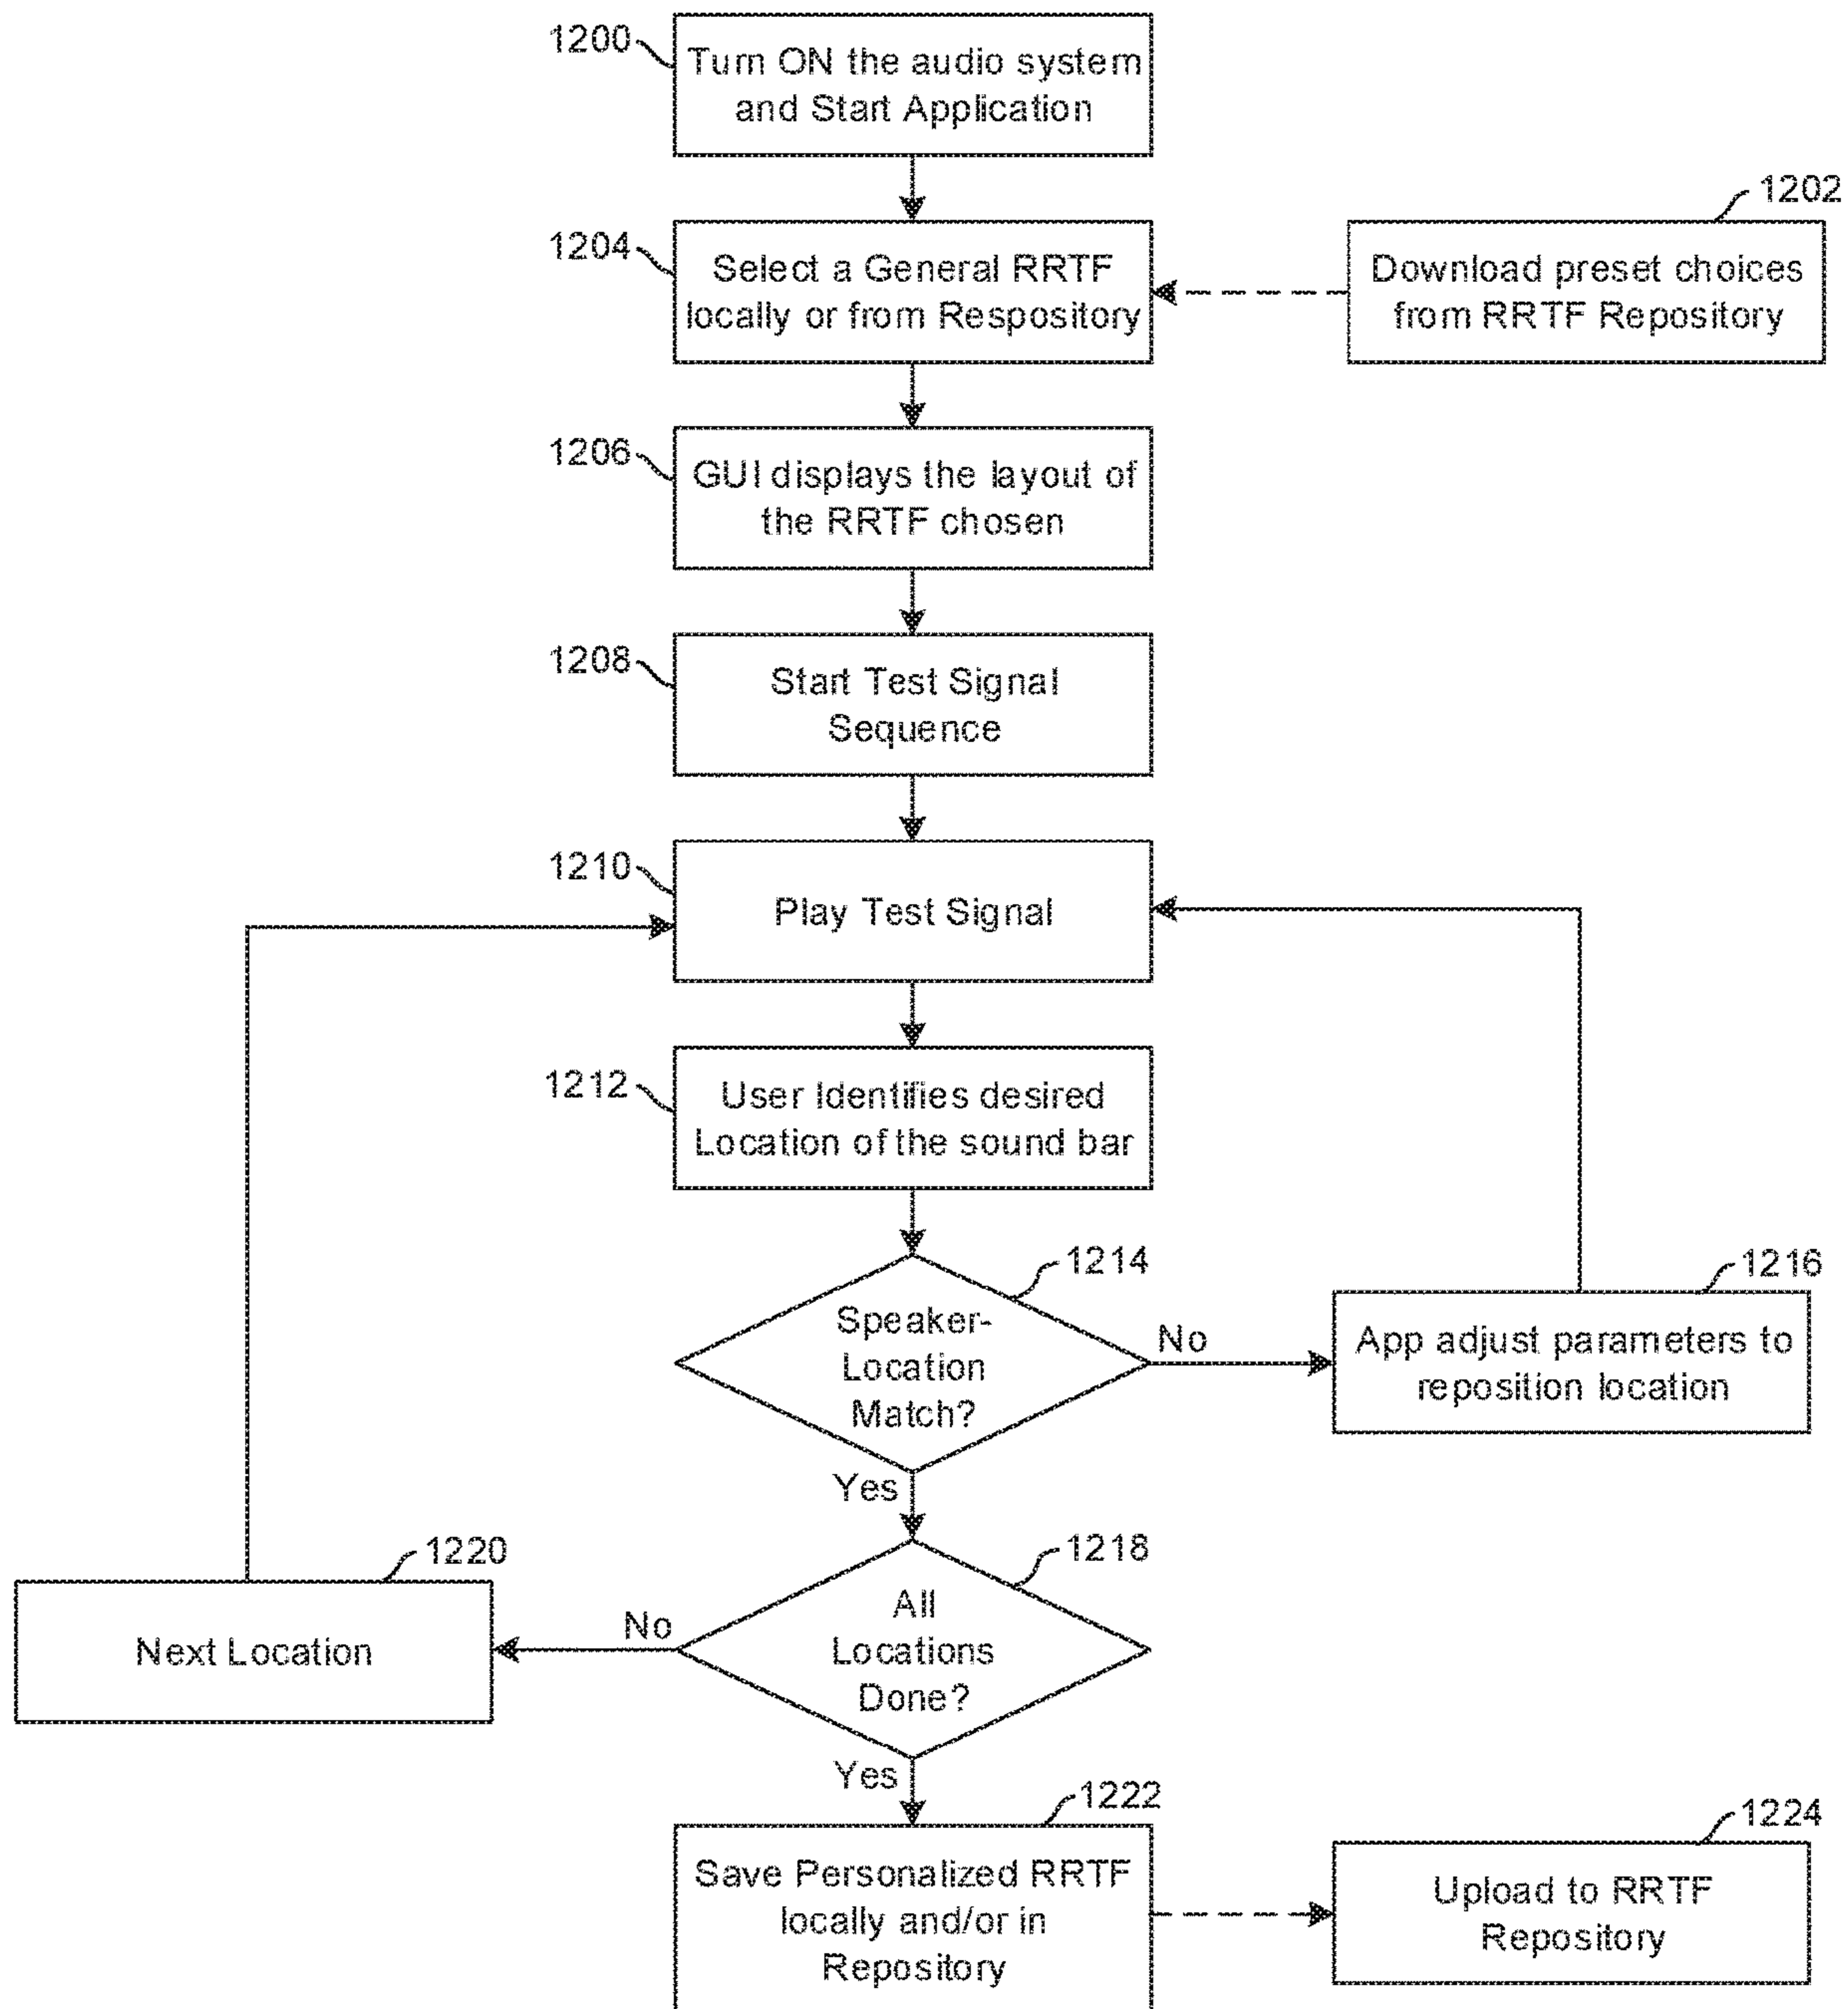 1200
Turn ON the audio system
and Start Application
1202
Download preset choices
from RRTF Repository
1204
Select a General RRTF
locally or from Respository
1206
GUI displays the layout of
the RRTF chosen
1208
Start Test Signal
Sequence
1210
Play Test Signal
1212
User Identifies desired
Location of the sound bar
1214
Speaker-
Location
Match?
No
1216
App adjust parameters to
reposition location
Yes
1218
All
Locations
Done?
No
1220
Next Location
Yes
1222
Save Personalized RRTF
locally and/or in
Repository
1224
Upload to RRTF
Repository